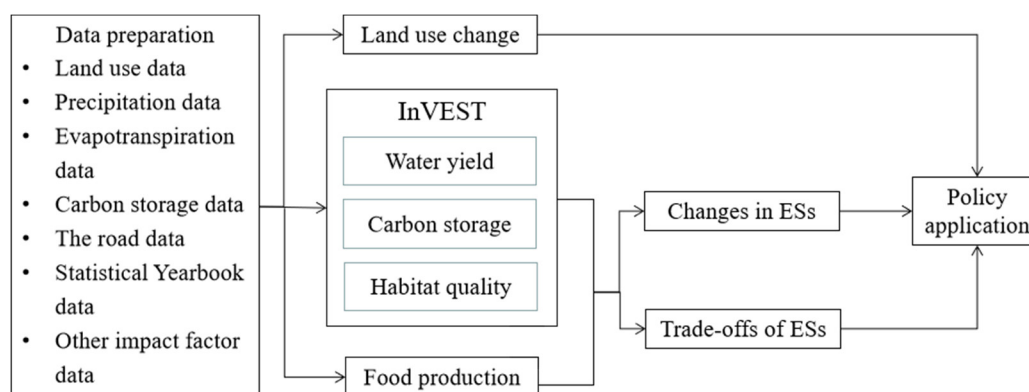 Data preparation
• Land use data
• Precipitation data
• Evapotranspiration
data
• Carbon storage data
• The road data
• Statistical Yearbook
data
• Other impact factor
data
Land use change
InVEST
Water yield
Carbon storage
Habitat quality
Food production
Changes in ESs
Trade-offs of ESs
Policy
application